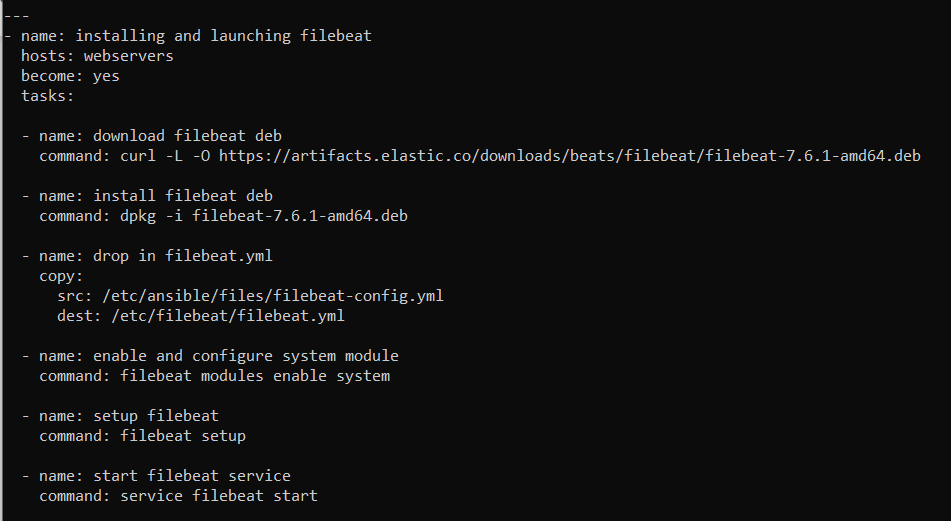 ---
- name: installing and launching filebeat
  hosts: webservers
  become: yes
  tasks:

  - name: download filebeat deb
    command: curl -L -O https://artifacts.elastic.co/downloads/beats/filebeat/filebeat-7.6.1-amd64.deb

  - name: install filebeat deb
    command: dpkg -i filebeat-7.6.1-amd64.deb

  - name: drop in filebeat.yml
    copy:
      src: /etc/ansible/files/filebeat-config.yml
      dest: /etc/filebeat/filebeat.yml

  - name: enable and configure system module
    command: filebeat modules enable system

  - name: setup filebeat
    command: filebeat setup

  - name: start filebeat service
    command: service filebeat start